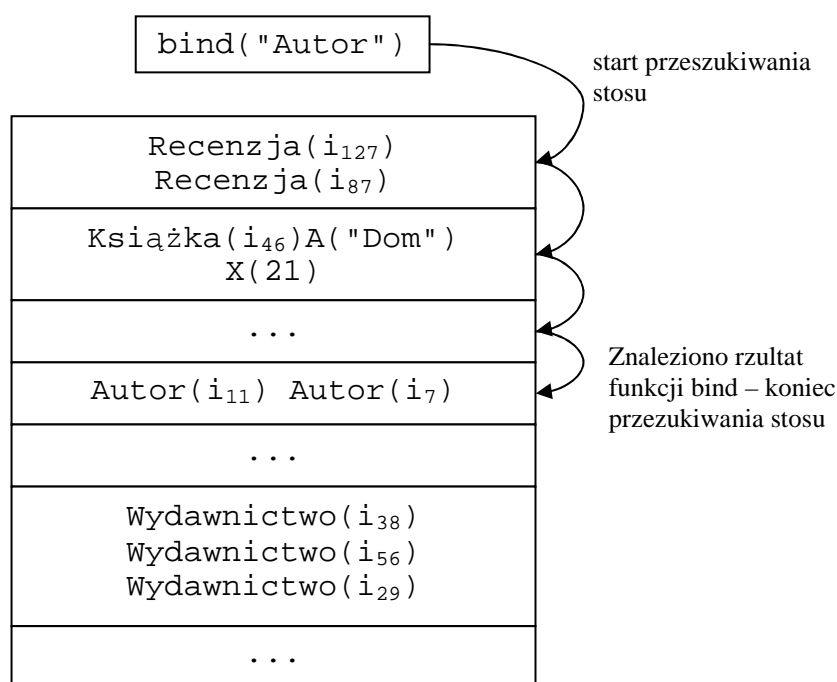 bind("Autor")
start przeszukiwania
stosu
Recenzja(i₁₂₇)
Recenzja(i₈₇)
Książka(i₄₆)A("Dom")
X(21)
...
Autor(i₁₁) Autor(i₇)
Znaleziono rzultat
funkcji bind – koniec
przezukiwania stosu
...
Wydawnictwo(i₃₈)
Wydawnictwo(i₅₆)
Wydawnictwo(i₂₉)
...